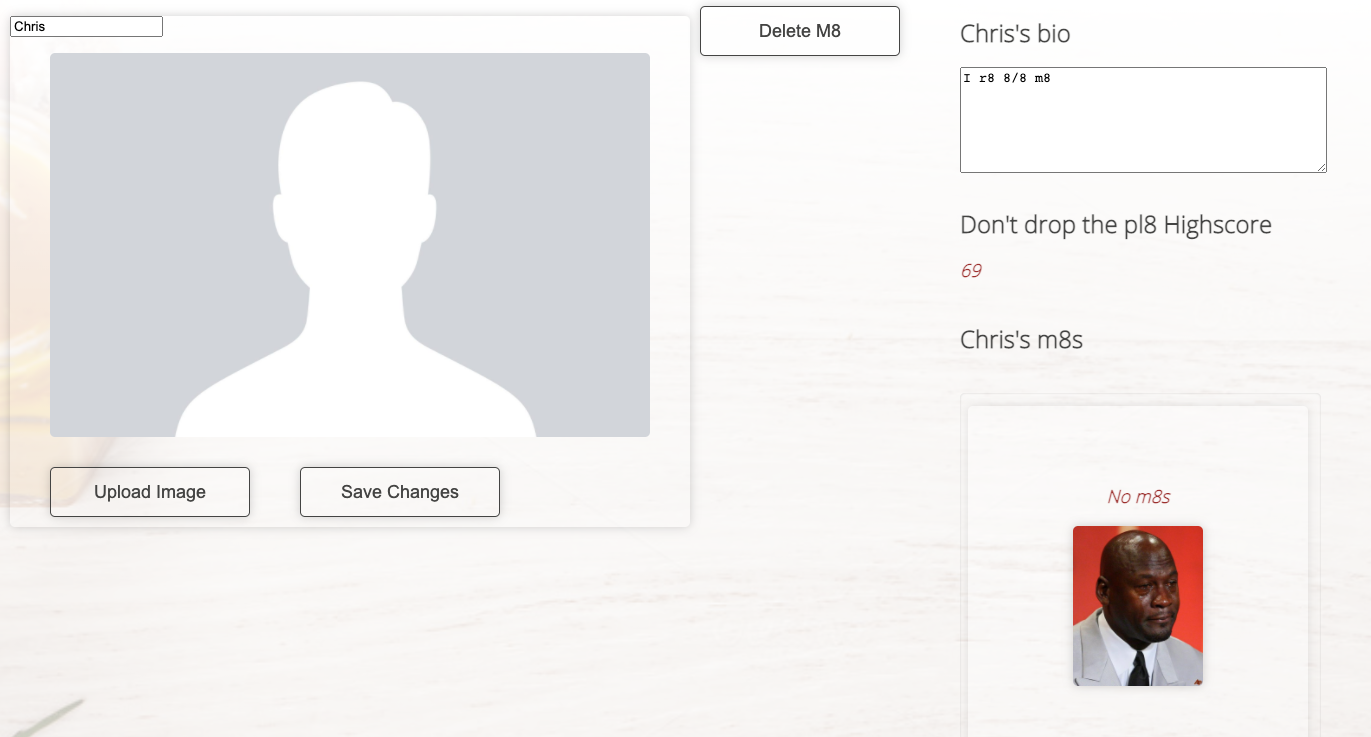 Chris
Delete M8
Upload Image
Save Changes
Chris's bio
I r8 8/8 m8
Don't drop the pl8 Highscore
69
Chris's m8s
No m8s